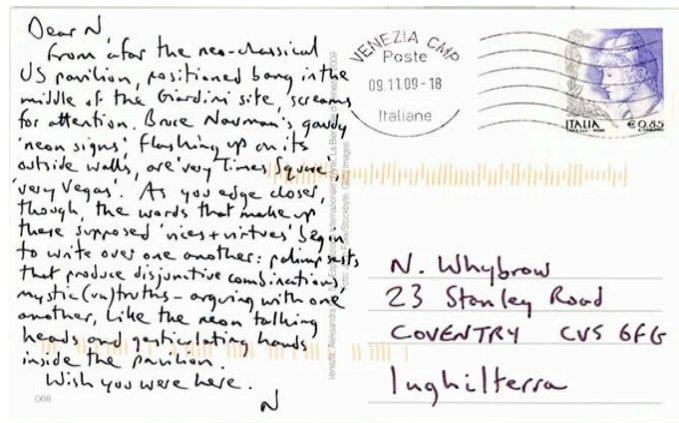 Dear N
From afar the neo-classical
US pavilion, positioned bang in the
middle of the Giardini site, screams
for attention. Bruce Nauman's gaudy
'neon signs', flashing up on its
outside walls, are 'very Times Square',
'very Vegas'. As you edge closer,
though, the words that make up
these supposed 'vices + virtues' begin
to write over one another: palimpsests
that produce disjunctive combinations,
mystic (un)truths - arguing with one
another, like the neon talking
heads and gesticulating hands
inside the pavilion.
Wish you were here.
N
068
VENEZIA CMP
Poste
09.11.09-18
Italiane
ITALIA
€0,85
N. Whybrow
23 Stanley Road
COVENTRY CV5 6FG
Inghilterra